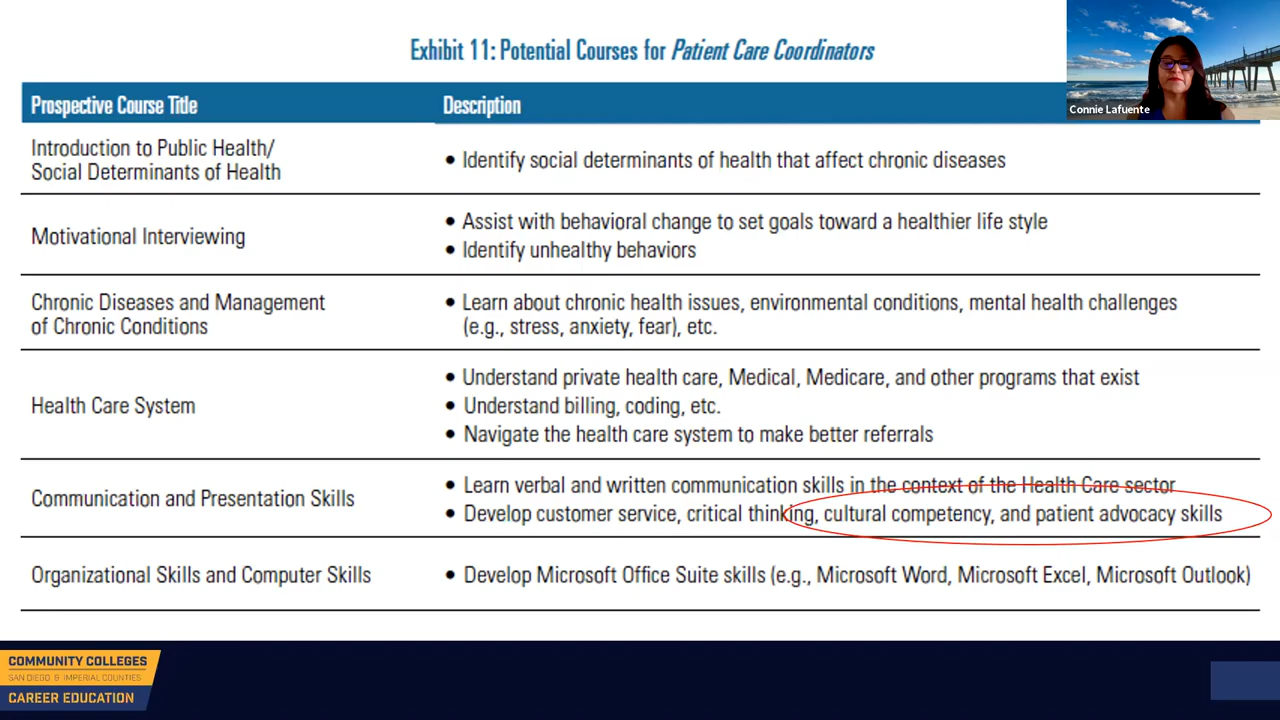 Exhibit 11: Potential Courses for Patient Care Coordinators
Connie Lafuente
Prospective Course Title
Description
Introduction to Public Health/
Social Determinants of Health
• Identify social determinants of health that affect chronic diseases
Motivational Interviewing
• Assist with behavioral change to set goals toward a healthier life style
• Identify unhealthy behaviors
Chronic Diseases and Management
of Chronic Conditions
• Learn about chronic health issues, environmental conditions, mental health challenges
(e.g., stress, anxiety, fear), etc.
Health Care System
• Understand private health care, Medical, Medicare, and other programs that exist
• Understand billing, coding, etc.
• Navigate the health care system to make better referrals
Communication and Presentation Skills
• Learn verbal and written communication skills in the context of the Health Care sector
• Develop customer service, critical thinking, cultural competency, and patient advocacy skills
Organizational Skills and Computer Skills
• Develop Microsoft Office Suite skills (e.g., Microsoft Word, Microsoft Excel, Microsoft Outlook)
COMMUNITY COLLEGES
SAN DIEGO & IMPERIAL COUNTIES
CAREER EDUCATION